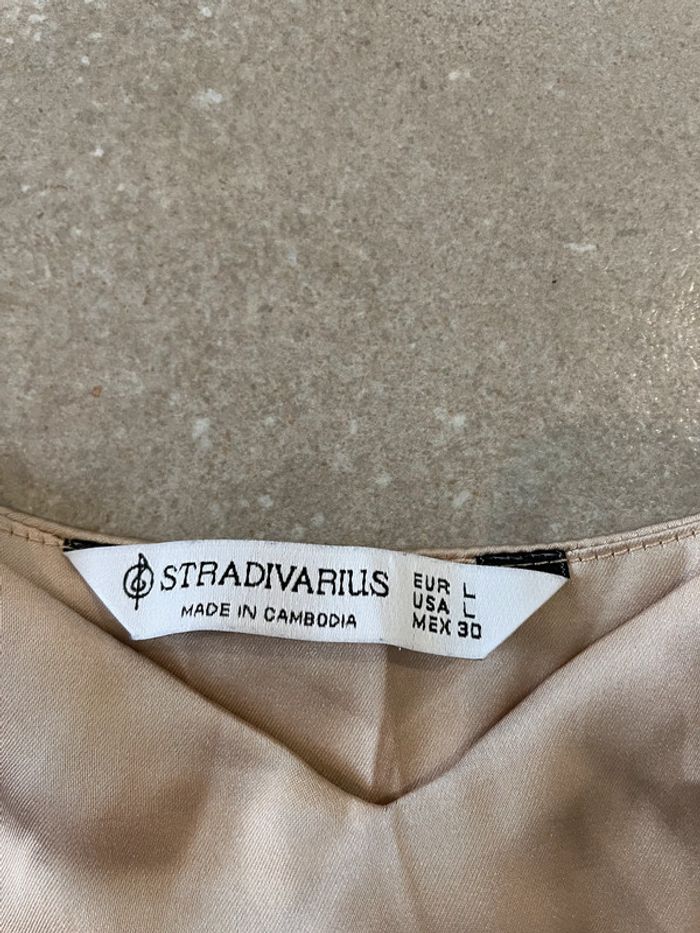 STRADIVARIUS
MADE IN CAMBODIA
EUR L
USA L
MEX 30